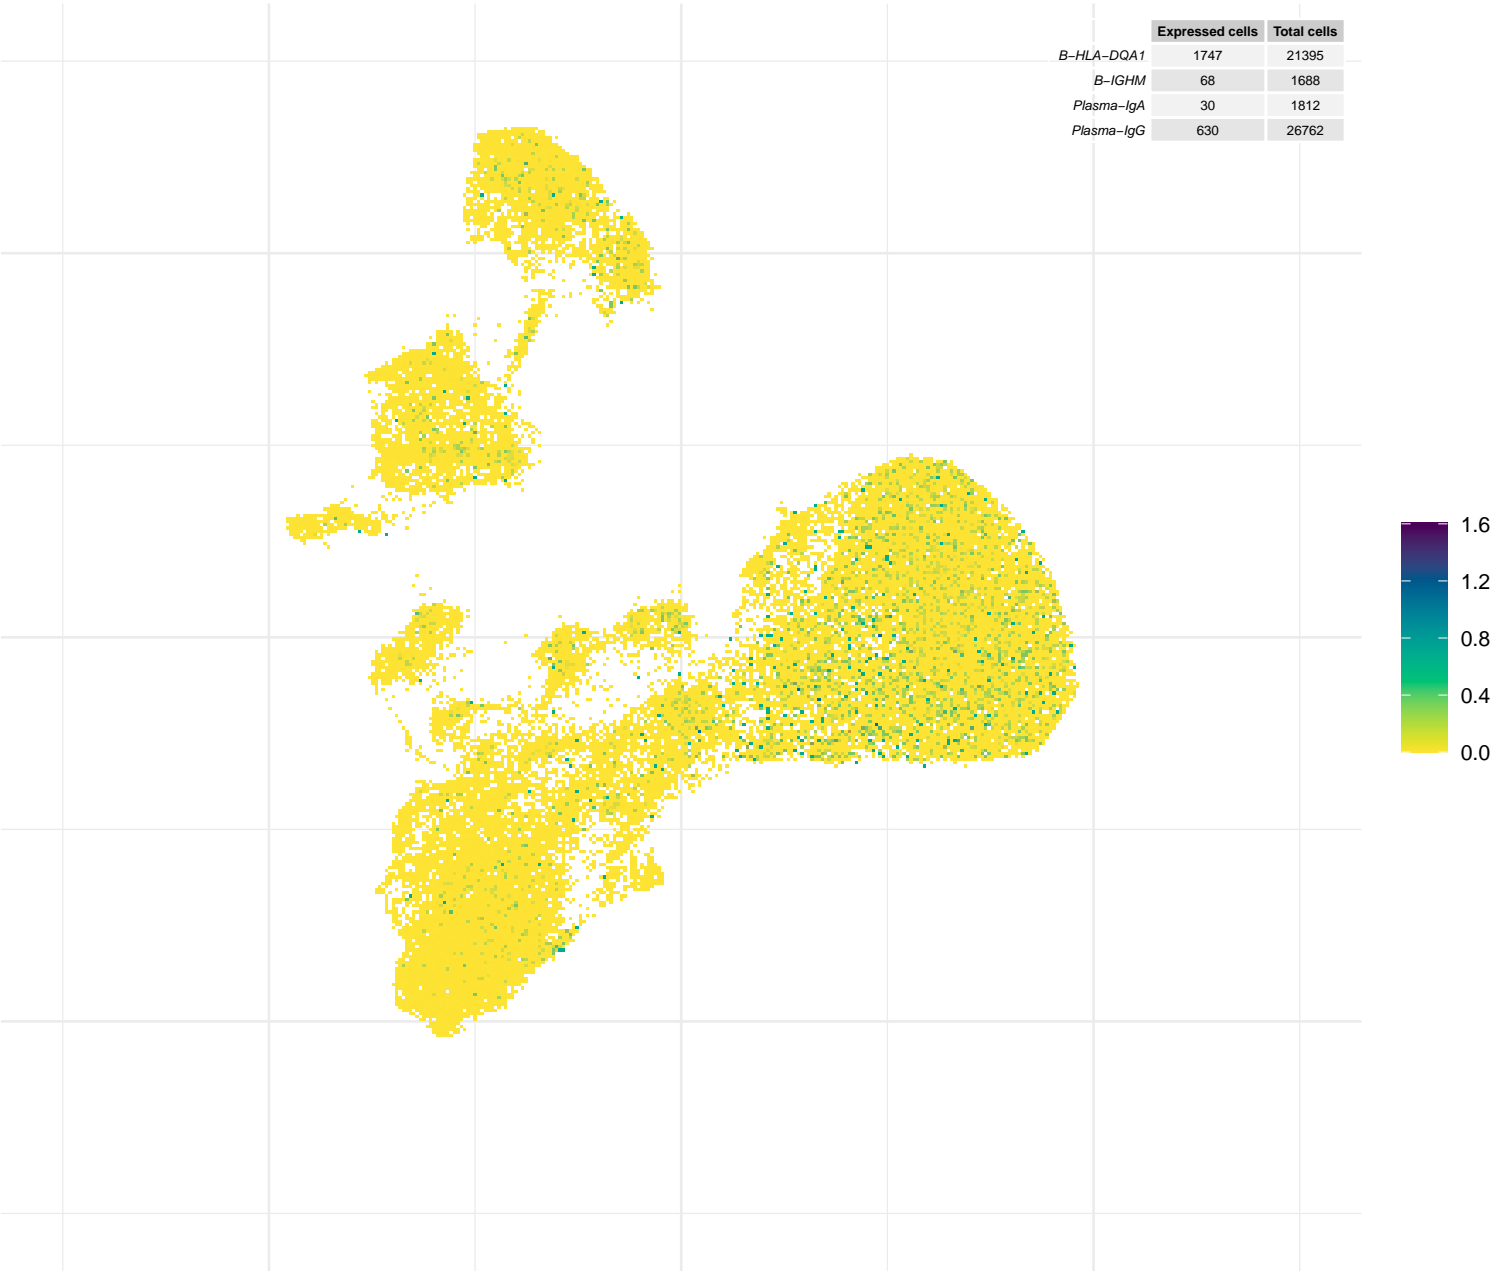 Expressed cells Total cells
B−HLA−DQA1 1747 21395
B−IGHM 68 1688
Plasma−IgA 30 1812
Plasma−IgG 630 26762
1.6
1.2
0.8
0.4
0.0